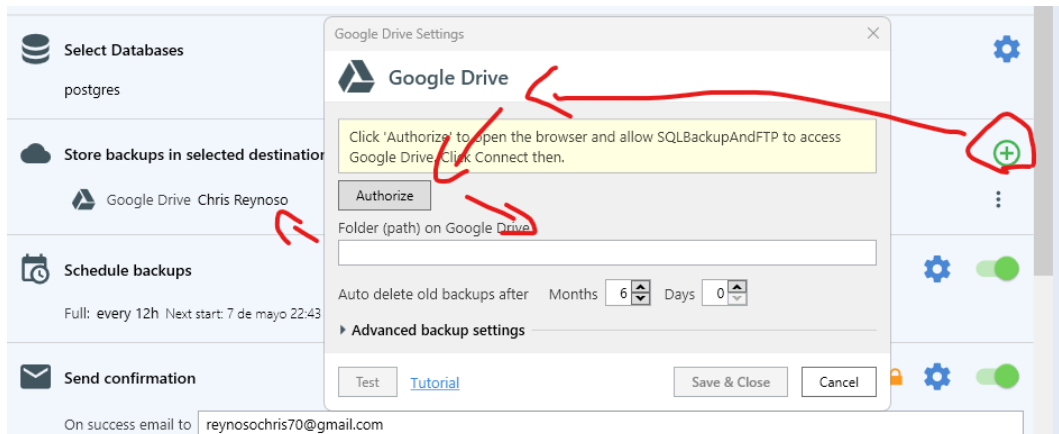 Select Databases
postgres
Store backups in selected destination
Google Drive Chris Reynoso
Schedule backups
Full: every 12h Next start: 7 de mayo 22:43
Send confirmation
On success email to reynosochris70@gmail.com
Google Drive Settings
Google Drive
Click 'Authorize' to open the browser and allow SQLBackupAndFTP to access
Google Drive. Click Connect then.
Authorize
Folder (path) on Google Drive
Auto delete old backups after Months 6 Days 0
Advanced backup settings
Test Tutorial Save & Close Cancel